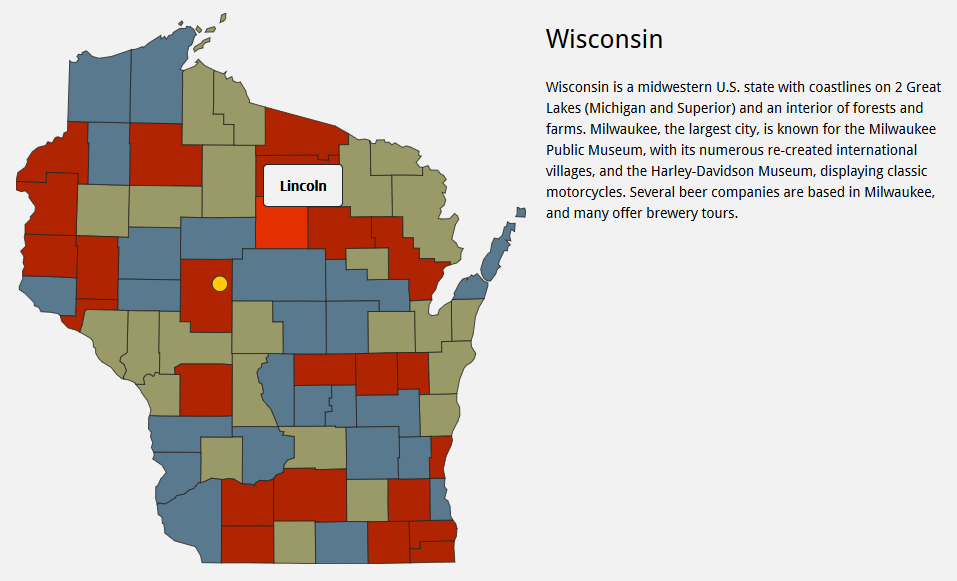 Wisconsin
Wisconsin is a midwestern U.S. state with coastlines on 2 Great
Lakes (Michigan and Superior) and an interior of forests and
farms. Milwaukee, the largest city, is known for the Milwaukee
Public Museum, with its numerous re-created international
villages, and the Harley-Davidson Museum, displaying classic
motorcycles. Several beer companies are based in Milwaukee,
and many offer brewery tours.
Lincoln